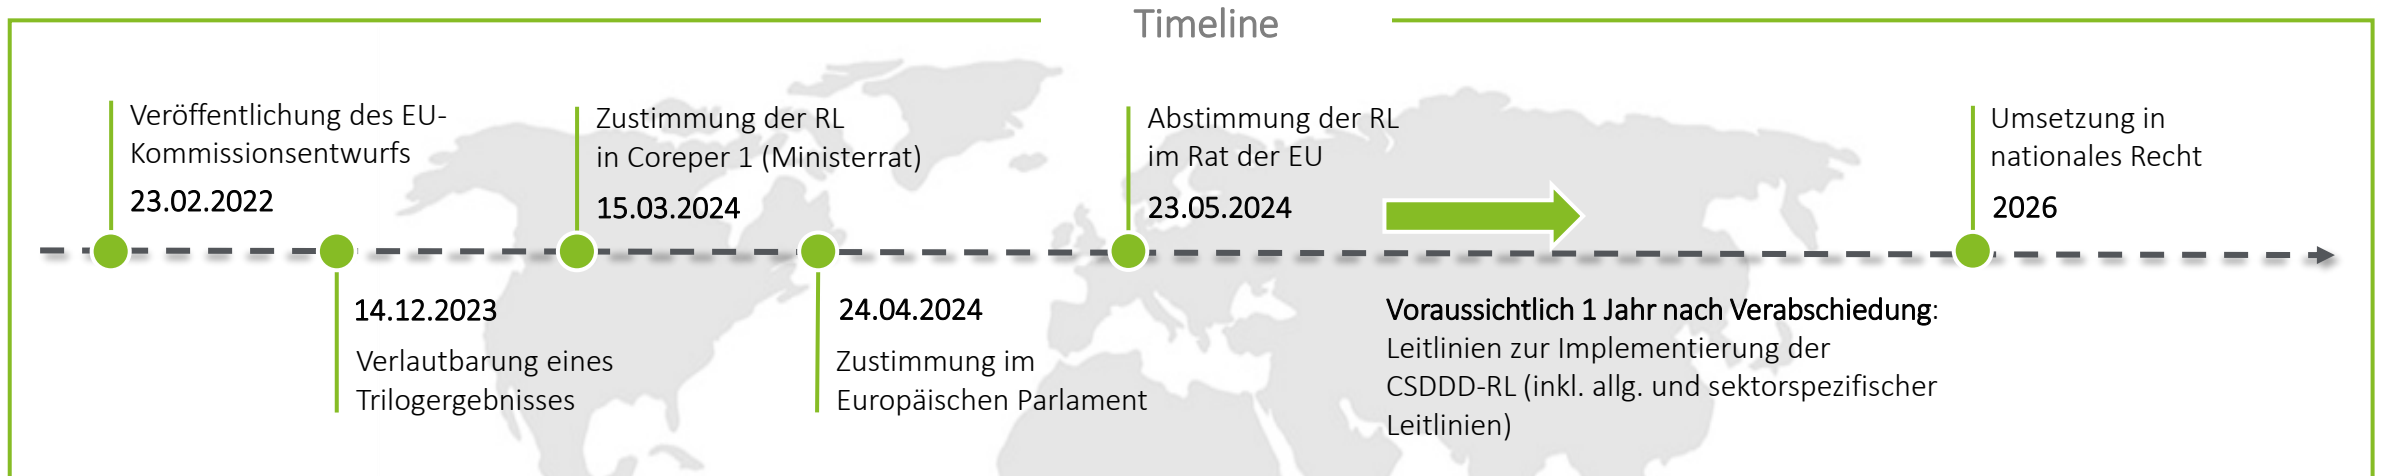 Timeline
Veröffentlichung des EU-
Kommissionsentwurfs
23.02.2022
14.12.2023
Verlautbarung eines
Trilogergebnisses
Zustimmung der RL
in Coreper 1 (Ministerrat)
15.03.2024
24.04.2024
Zustimmung im
Europäischen Parlament
Abstimmung der RL
im Rat der EU
23.05.2024
Voraussichtlich 1 Jahr nach Verabschiedung:
Leitlinien zur Implementierung der
CSDDD-RL (inkl. allg. und sektorspezifischer
Leitlinien)
Umsetzung in
nationales Recht
2026